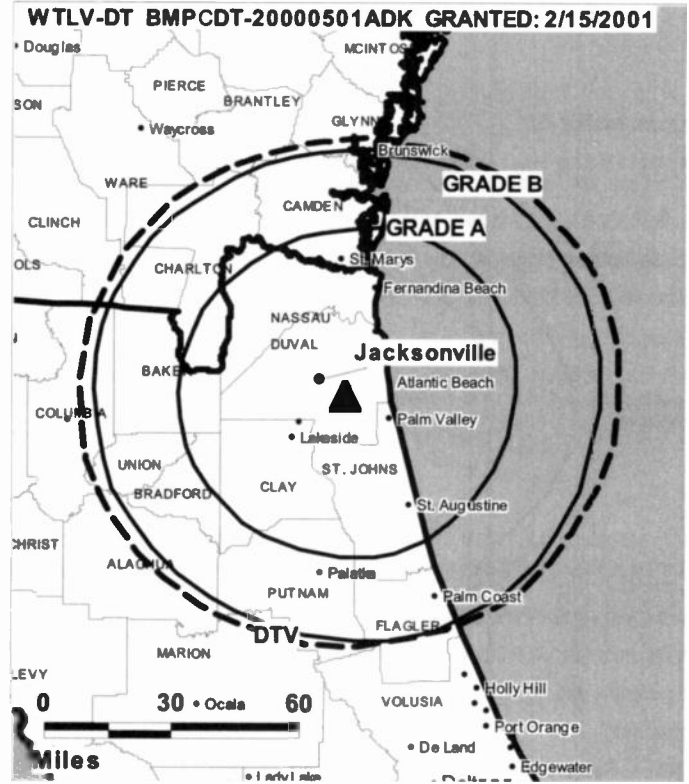 WTLV-DT BMPCDT-20000501ADK GRANTED: 2/15/2001
Douglas
MCINTOS
PIERCE
SON
BRANTLEY
GLYNN
Waycross
Brunswick
WARE
GRADE B
CAMDEN
CLINCH
GRADE A
OLS
CHARLTON
St. Marys
Fernandina Beach
NASSAU
DUVAL
Jacksonville
BAKER
Atlantic Beach
COLUMBIA
Palm Valley
Lakeside
UNION
ST. JOHNS
CLAY
BRADFORD
St. Augustine
CHRIST
ALACHUA
Palatka
PUTNAM
Palm Coast
FLAGLER
DTV
MARION
LEVY
Holly Hill
0 30 60
Ocala
VOLUSIA
Port Orange
De Land
Miles
Edgewater
Lady Lake